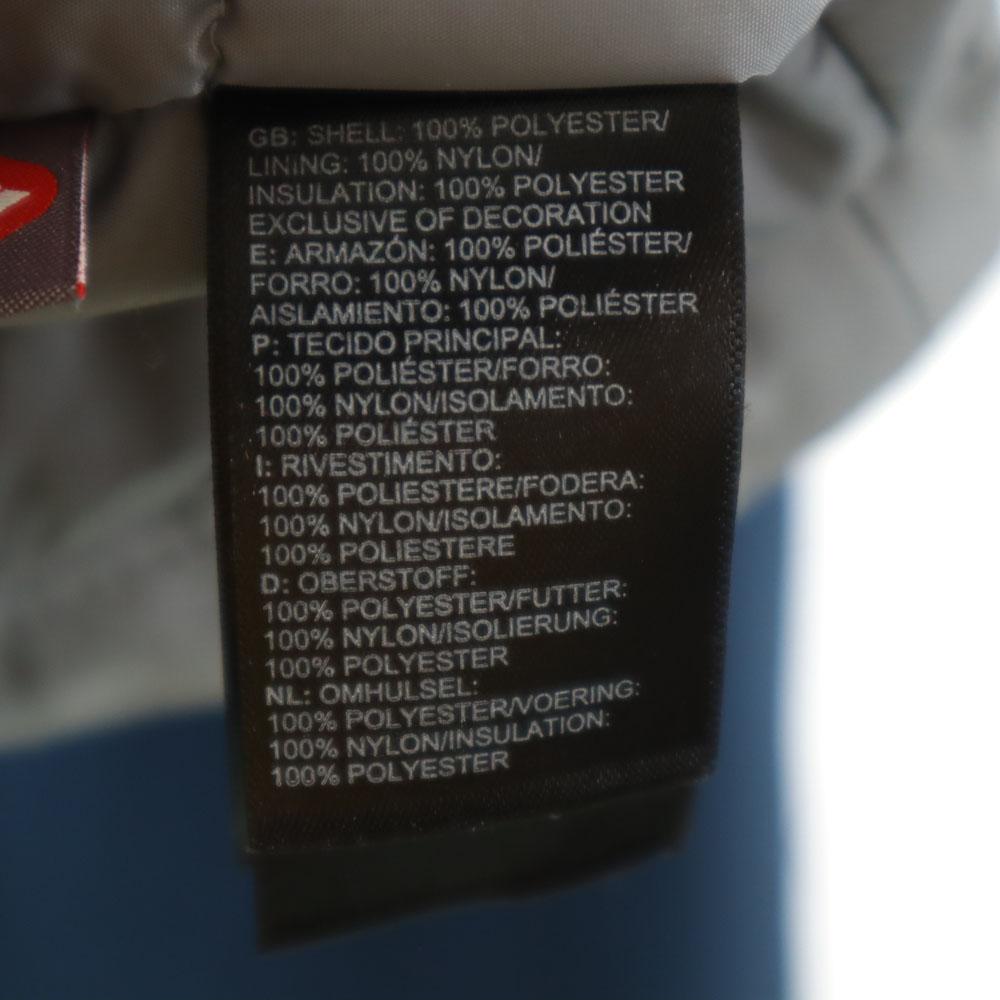 GB: SHELL: 100% POLYESTER/
LINING: 100% NYLON/
INSULATION: 100% POLYESTER
EXCLUSIVE OF DECORATION
E: ARMAZÓN: 100% POLIÉSTER/
FORRO: 100% NYLON/
AISLAMIENTO: 100% POLIÉSTER
P: TECIDO PRINCIPAL:
100% POLIÉSTER/FORRO:
100% NYLON/ISOLAMENTO:
100% POLIÉSTER
I: RIVESTIMENTO:
100% POLIESTERE/FODERA:
100% NYLON/ISOLAMENTO:
100% POLIESTERE
D: OBERSTOFF:
100% POLYESTER/FUTTER:
100% NYLON/ISOLIERUNG:
100% POLYESTER
NL: OMHULSEL:
100% POLYESTER/VOERING:
100% NYLON/INSULATION:
100% POLYESTER